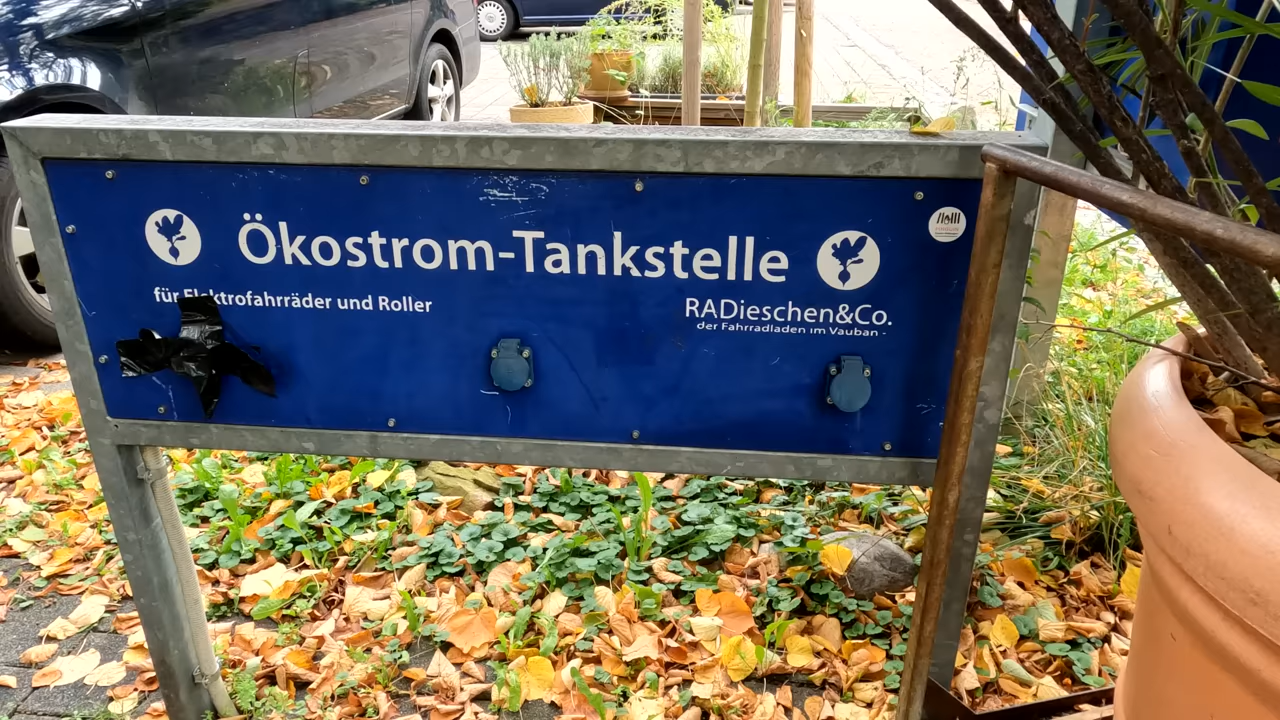 Ökostrom-Tankstelle
für Elektrofahrräder und Roller
RADieschen&Co.
der Fahrradladen im Vauban -